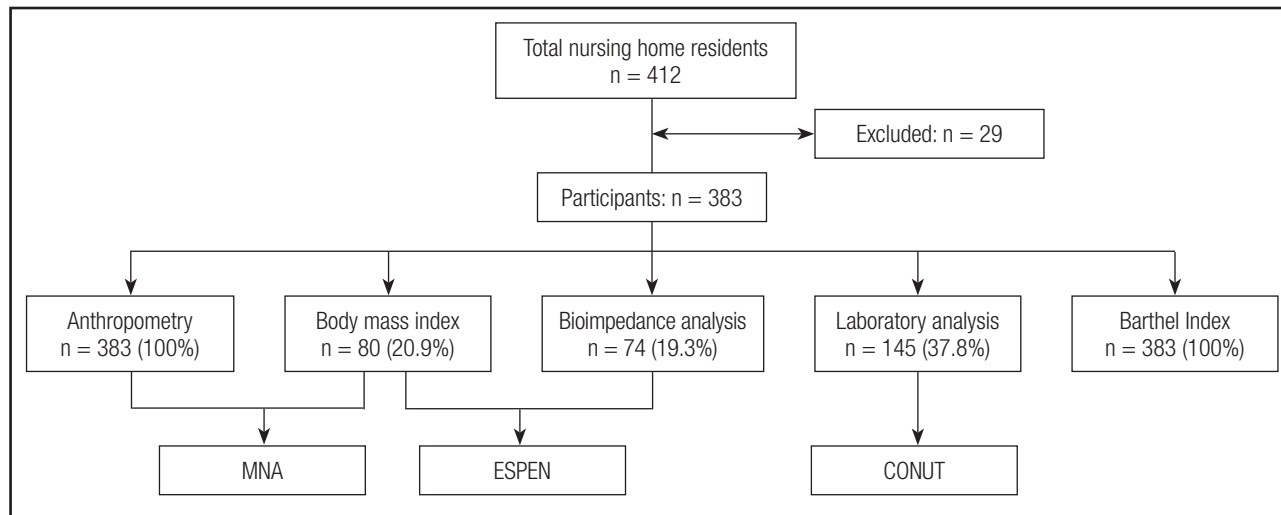 Total nursing home residents
n = 412
Excluded: n = 29
Participants: n = 383
Anthropometry
n = 383 (100%)
Body mass index
n = 80 (20.9%)
Bioimpedance analysis
n = 74 (19.3%)
Laboratory analysis
n = 145 (37.8%)
Barthel Index
n = 383 (100%)
MNA
ESPEN
CONUT